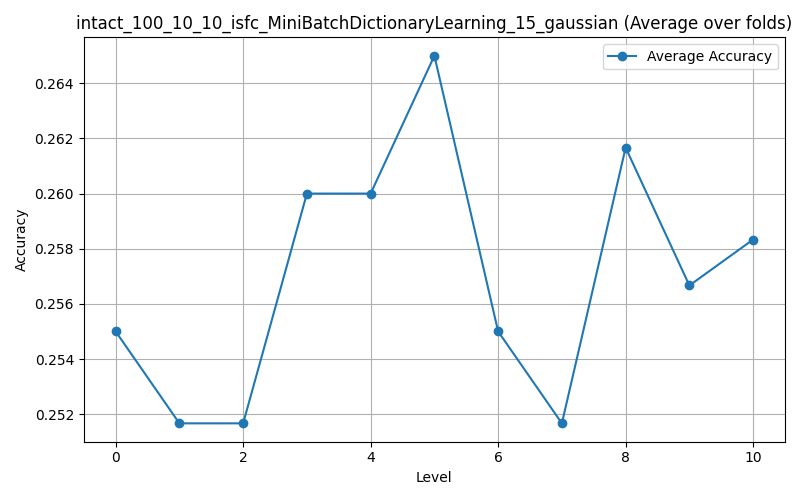 intact_100_10_10_isfc_MiniBatchDictionaryLearning_15_gaussian (Average over folds)
Average Accuracy
Accuracy
0.264
0.262
0.260
0.258
0.256
0.254
0.252
0 2 4 6 8 10
Level